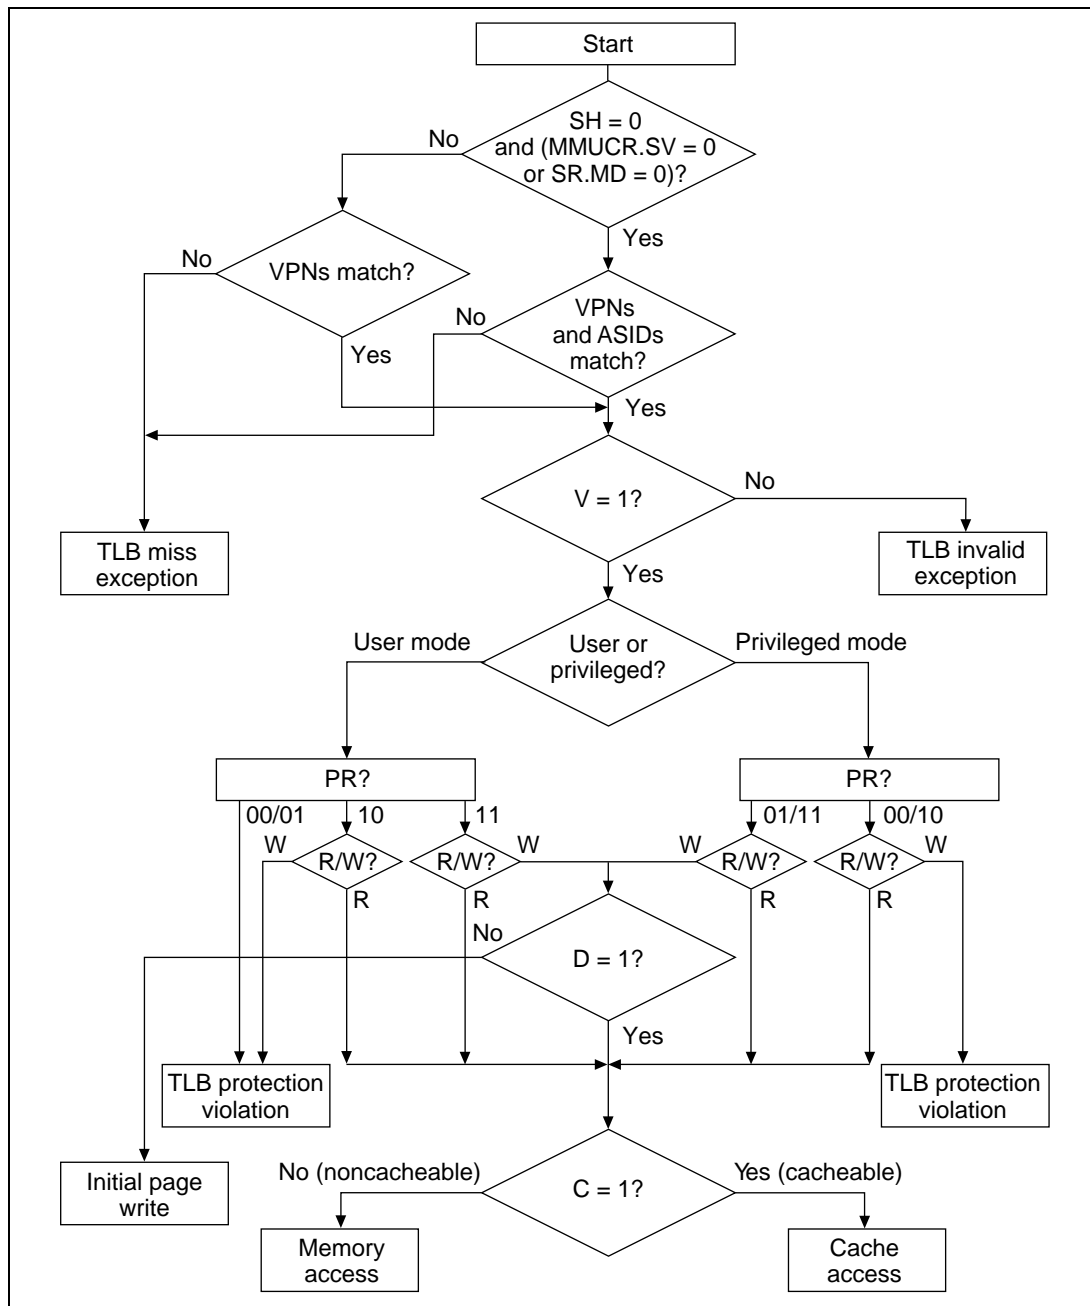 Start
SH = 0
and (MMUCR.SV = 0
or SR.MD = 0)?
No
Yes
No
VPNs match?
Yes
No
VPNs
and ASIDs
match?
Yes
V = 1?
No
TLB miss
exception
TLB invalid
exception
Yes
User mode
User or
privileged?
Privileged mode
PR?
PR?
00/01
10
11
01/11
00/10
W
R/W?
R
R/W?
W
R
W
R/W?
R
R/W?
W
R
No
D = 1?
Yes
TLB protection
violation
TLB protection
violation
Initial page
write
No (noncacheable)
C = 1?
Yes (cacheable)
Memory
access
Cache
access